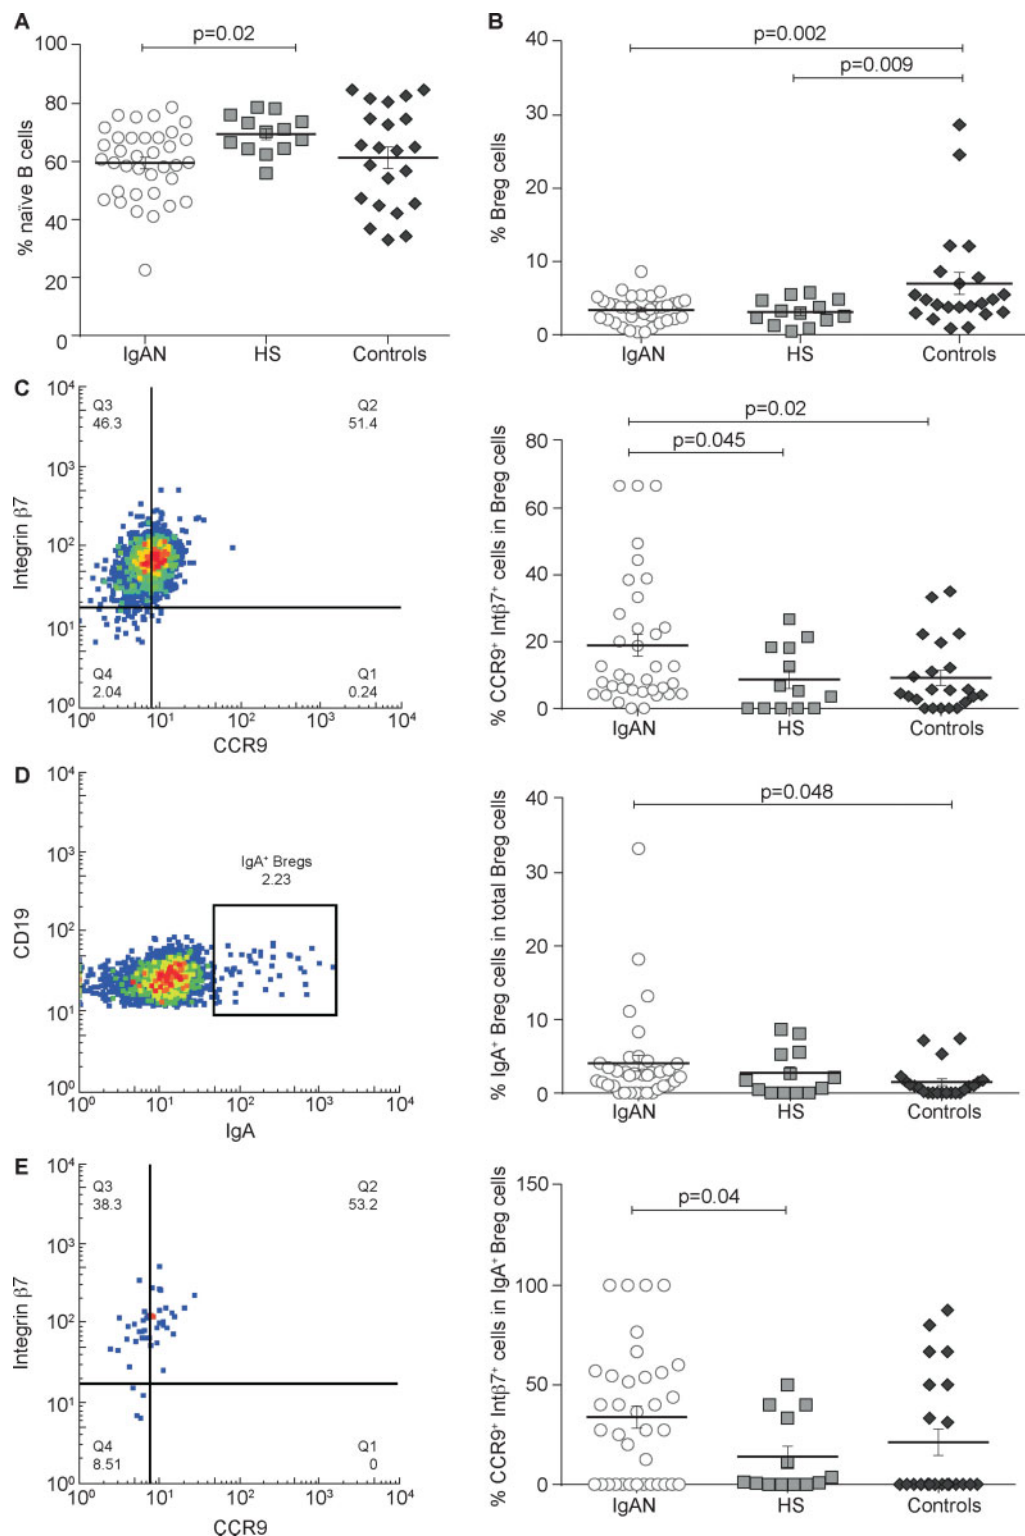 A
p=0.02
% naïve B cells
100
80
60
40
20
0
IgAN HS Controls
B
p=0.002
p=0.009
% Breg cells
40
30
20
10
0
IgAN HS Controls
C
Integrin β7
10⁴
10³
10²
10¹
10⁰
Q3
46.3
Q2
51.4
Q4
2.04
Q1
0.24
10⁰ 10¹ 10² 10³ 10⁴
CCR9
p=0.02
p=0.045
% CCR9⁺ Intβ7⁺ cells in Breg cells
80
60
40
20
0
IgAN HS Controls
D
CD19
10⁴
10³
10²
10¹
10⁰
IgA⁺ Bregs
2.23
10⁰ 10¹ 10² 10³ 10⁴
IgA
p=0.048
% IgA⁺ Breg cells in total Breg cells
40
30
20
10
0
IgAN HS Controls
E
Integrin β7
10⁴
10³
10²
10¹
10⁰
Q3
38.3
Q2
53.2
Q4
8.51
Q1
0
10⁰ 10¹ 10² 10³ 10⁴
CCR9
p=0.04
% CCR9⁺ Intβ7⁺ cells in IgA⁺ Breg cells
150
100
50
0
IgAN HS Controls